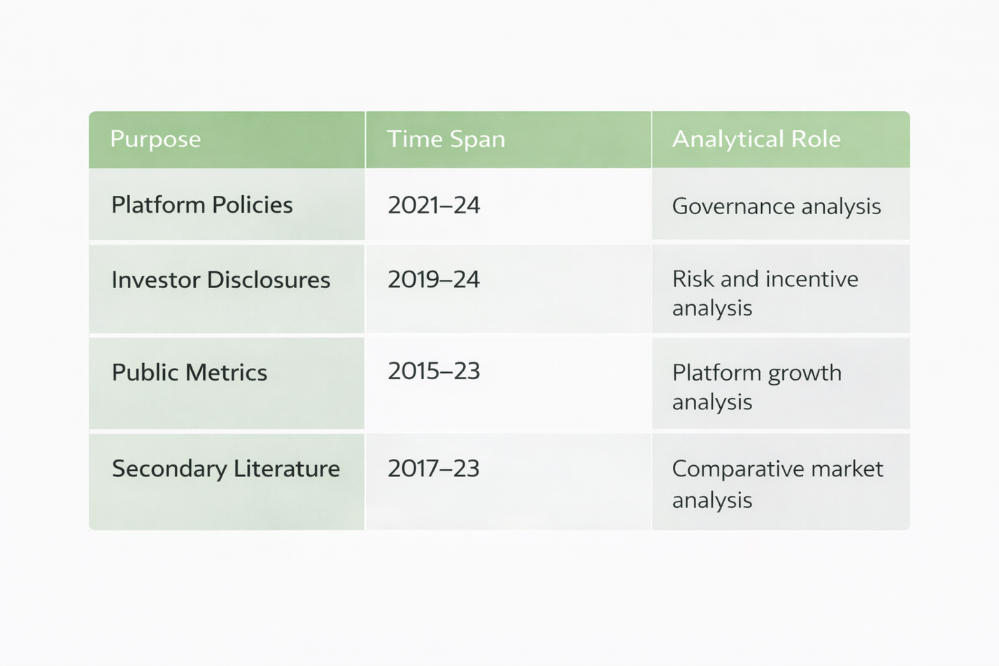 Purpose Time Span Analytical Role
Platform Policies 2021–24 Governance analysis
Investor Disclosures 2019–24 Risk and incentive
analysis
Public Metrics 2015–23 Platform growth
analysis
Secondary Literature 2017–23 Comparative market
analysis